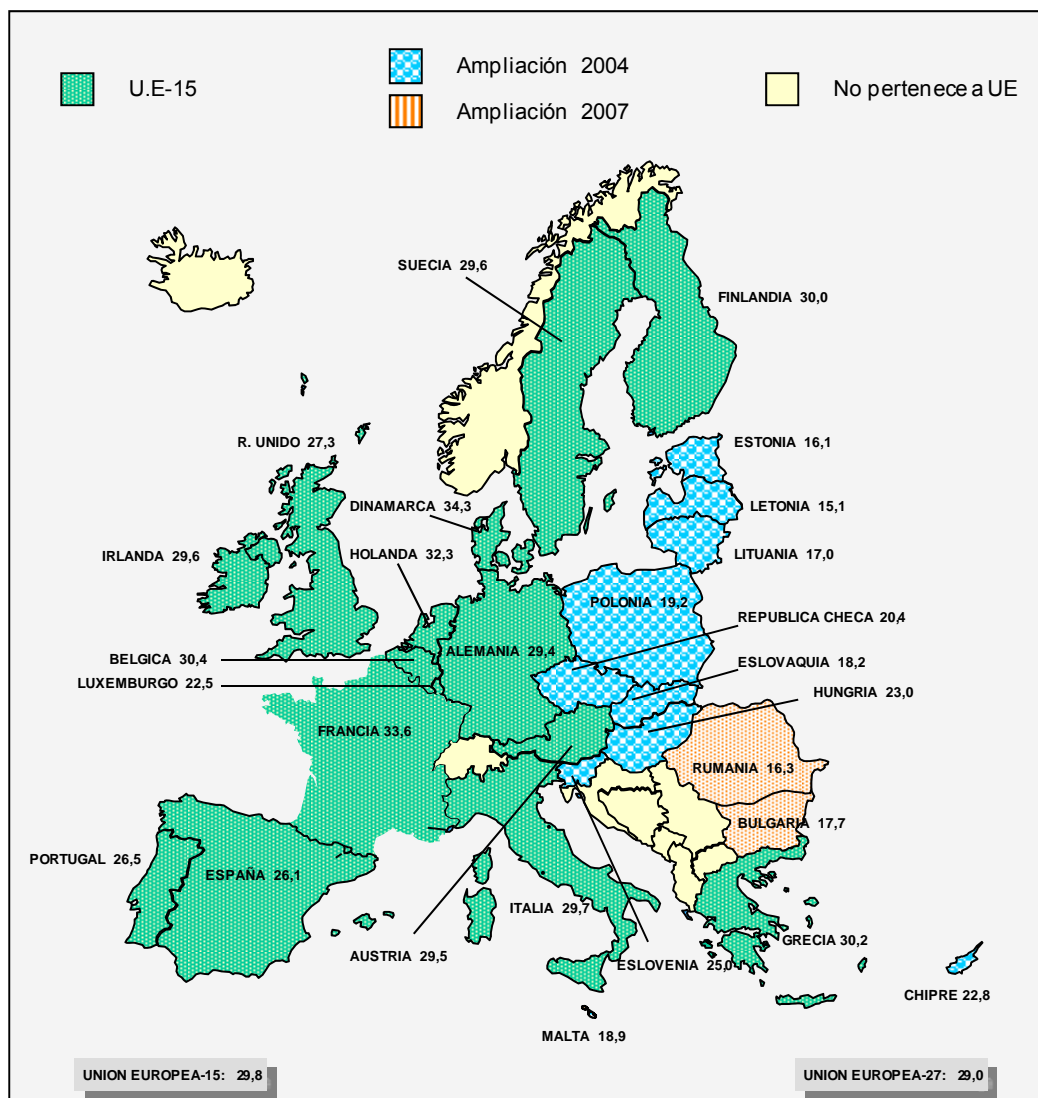 U.E-15
Ampliación 2004
Ampliación 2007
No pertenece a UE
SUECIA 29,6
FINLANDIA 30,0
R. UNIDO 27,3
ESTONIA 16,1
DINAMARCA 34,3
LETONIA 15,1
IRLANDA 29,6
HOLANDA 32,3
LITUANIA 17,0
POLONIA 19,2
REPUBLICA CHECA 20,4
BELGICA 30,4
ALEMANIA 29,4
ESLOVAQUIA 18,2
LUXEMBURGO 22,5
HUNGRIA 23,0
FRANCIA 33,6
RUMANIA 16,3
BULGARIA 17,7
PORTUGAL 26,5
ESPAÑA 26,1
ITALIA 29,7
GRECIA 30,2
AUSTRIA 29,5
ESLOVENIA 25,0
CHIPRE 22,8
MALTA 18,9
UNION EUROPEA-15: 29,8
UNION EUROPEA-27: 29,0